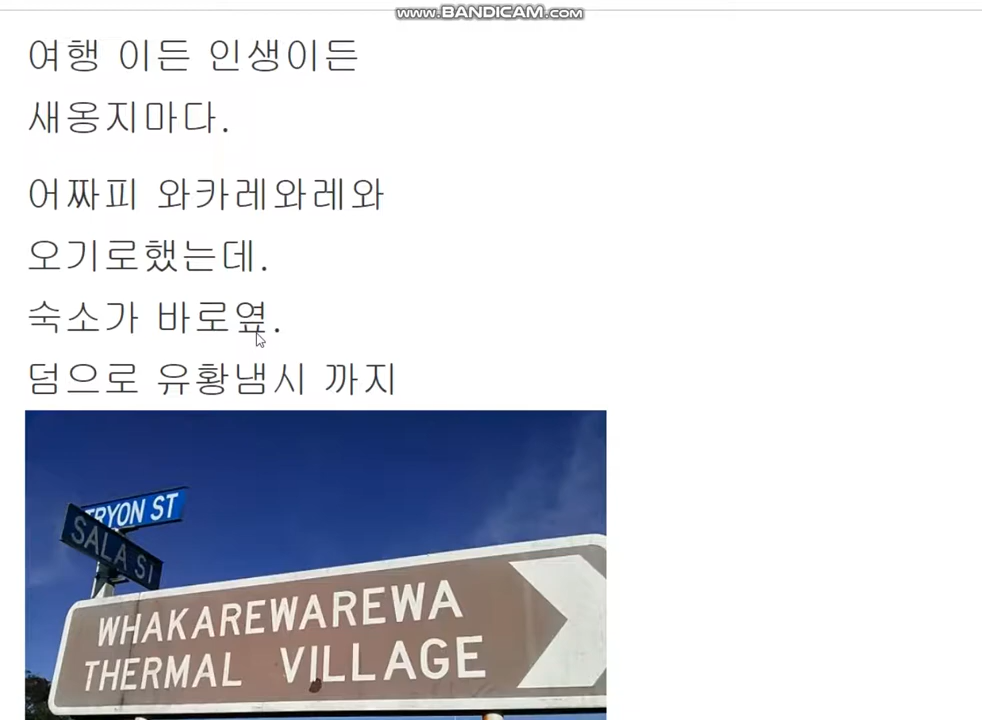 www.BANDICAM.com
여행 이든 인생이든
새옹지마다.
어짜피 와카레와레와
오기로했는데.
숙소가 바로옆.
덤으로 유황냄시 까지
TRYON ST
SALA ST
WHAKAREWAREWA
THERMAL VILLAGE